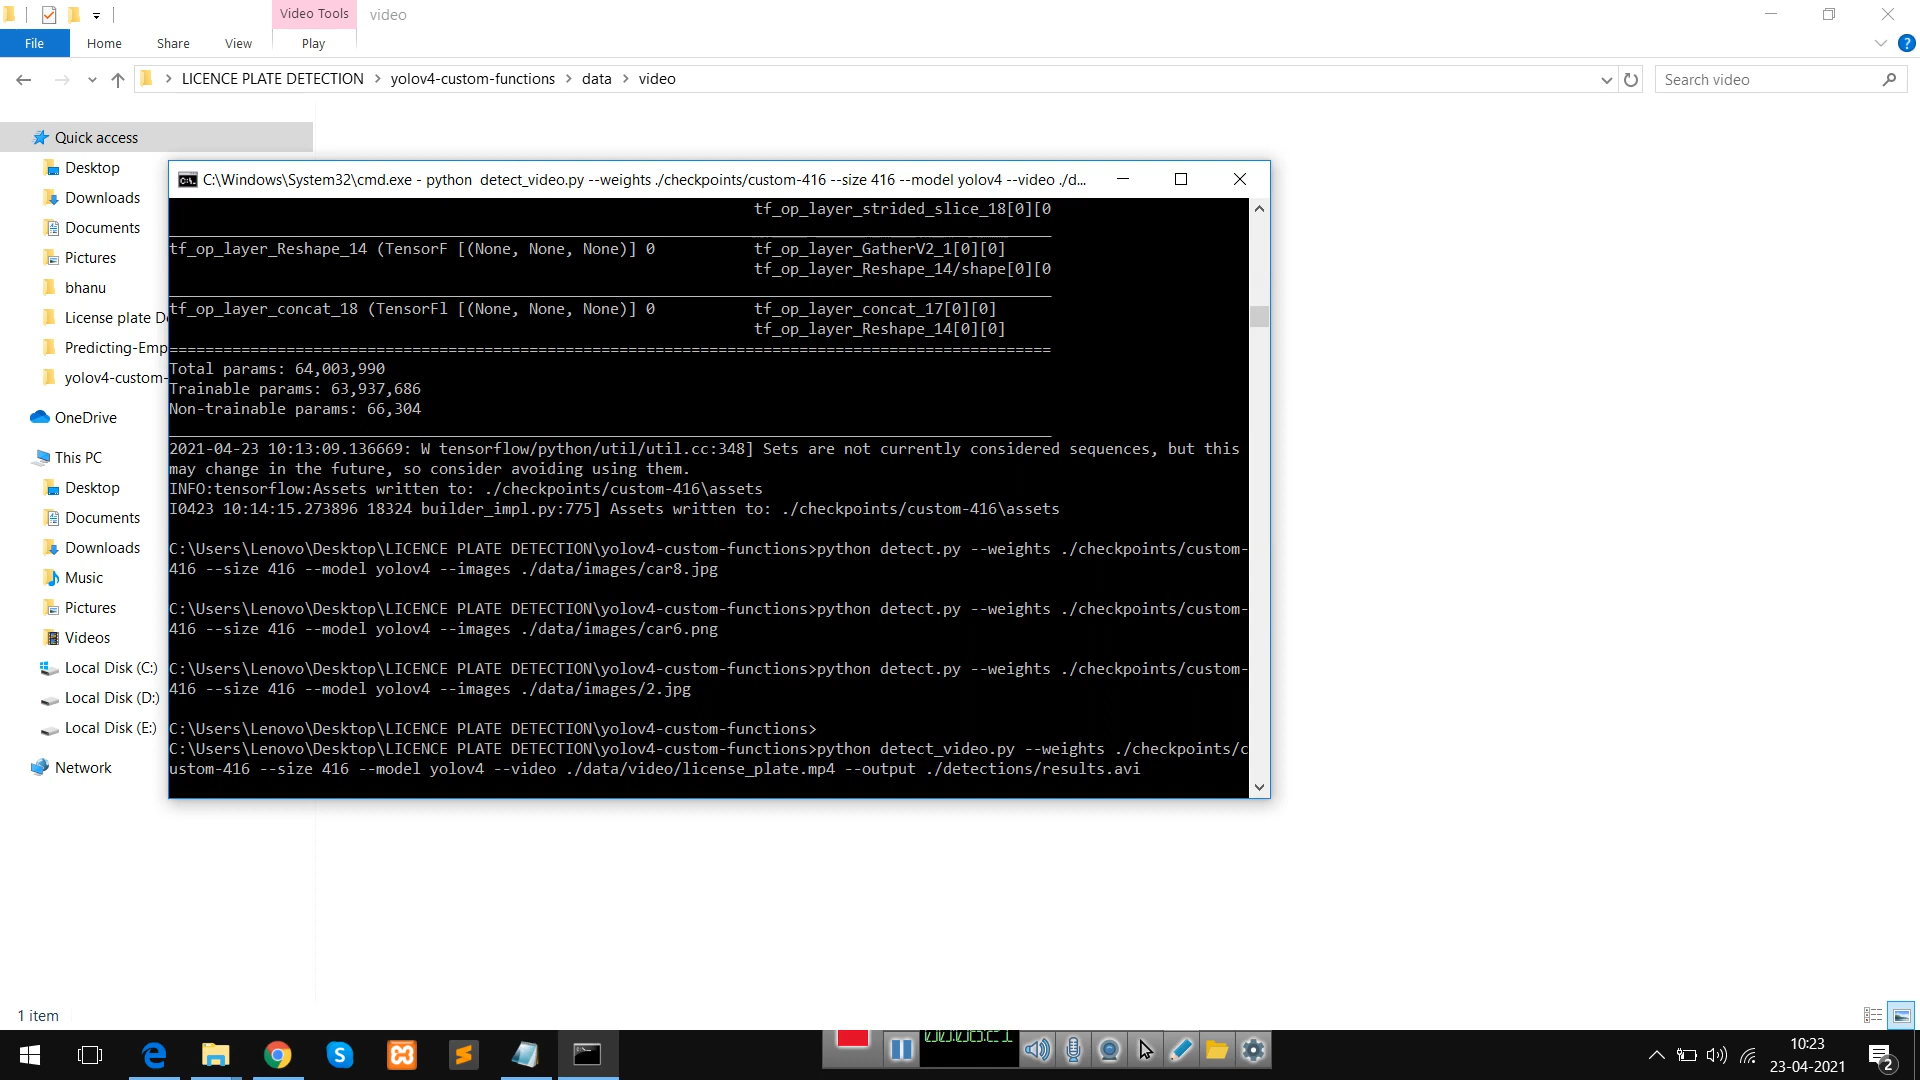 Video Tools
video
File
Home
Share
View
Play
LICENCE PLATE DETECTION
yolov4-custom-functions
data
video
Search video
Quick access
Desktop
Downloads
Documents
Pictures
bhanu
License plate D
Predicting-Emp
yolov4-custom-
OneDrive
This PC
Desktop
Documents
Downloads
Music
Pictures
Videos
Local Disk (C:)
Local Disk (D:)
Local Disk (E:)
Network
C:\Windows\System32\cmd.exe - python  detect_video.py --weights ./checkpoints/custom-416 --size 416 --model yolov4 --video ./d...
tf_op_layer_strided_slice_18[0][0
tf_op_layer_Reshape_14 (TensorF [(None, None, None)] 0 tf_op_layer_GatherV2_1[0][0]
tf_op_layer_Reshape_14/shape[0][0
tf_op_layer_concat_18 (TensorFl [(None, None, None)] 0 tf_op_layer_concat_17[0][0]
tf_op_layer_Reshape_14[0][0]
Total params: 64,003,990
Trainable params: 63,937,686
Non-trainable params: 66,304
2021-04-23 10:13:09.136669: W tensorflow/python/util/util.cc:348] Sets are not currently considered sequences, but this
may change in the future, so consider avoiding using them.
INFO:tensorflow:Assets written to: ./checkpoints/custom-416\assets
I0423 10:14:15.273896 18324 builder_impl.py:775] Assets written to: ./checkpoints/custom-416\assets
C:\Users\Lenovo\Desktop\LICENCE PLATE DETECTION\yolov4-custom-functions>python detect.py --weights ./checkpoints/custom-
416 --size 416 --model yolov4 --images ./data/images/car8.jpg
C:\Users\Lenovo\Desktop\LICENCE PLATE DETECTION\yolov4-custom-functions>python detect.py --weights ./checkpoints/custom-
416 --size 416 --model yolov4 --images ./data/images/car6.png
C:\Users\Lenovo\Desktop\LICENCE PLATE DETECTION\yolov4-custom-functions>python detect.py --weights ./checkpoints/custom-
416 --size 416 --model yolov4 --images ./data/images/2.jpg
C:\Users\Lenovo\Desktop\LICENCE PLATE DETECTION\yolov4-custom-functions>
C:\Users\Lenovo\Desktop\LICENCE PLATE DETECTION\yolov4-custom-functions>python detect_video.py --weights ./checkpoints/c
ustom-416 --size 416 --model yolov4 --video ./data/video/license_plate.mp4 --output ./detections/results.avi
1 item
10:23
23-04-2021
2